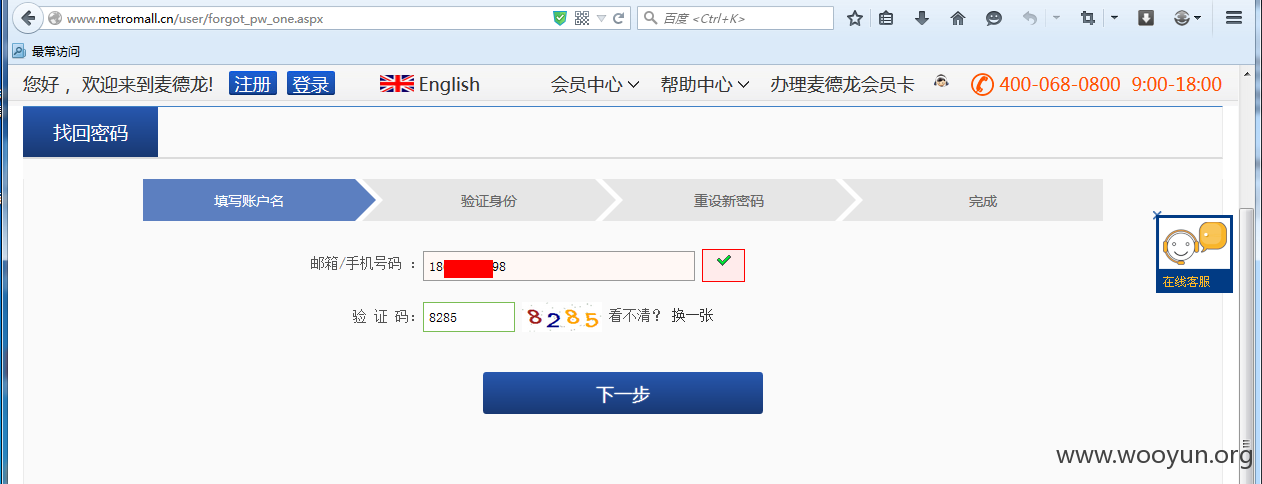 www.metromall.cn/user/forgot_pw_one.aspx 百度 <Ctrl+K>
最常访问
您好，欢迎来到麦德龙! 注册 登录 English 会员中心 帮助中心 办理麦德龙会员卡 400-068-0800 9:00-18:00
找回密码
填写账户名 验证身份 重设新密码 完成
邮箱/手机号码 : 18 98
验 证 码: 8285 8285 看不清? 换一张
在线客服
下一步
www.wooyun.org